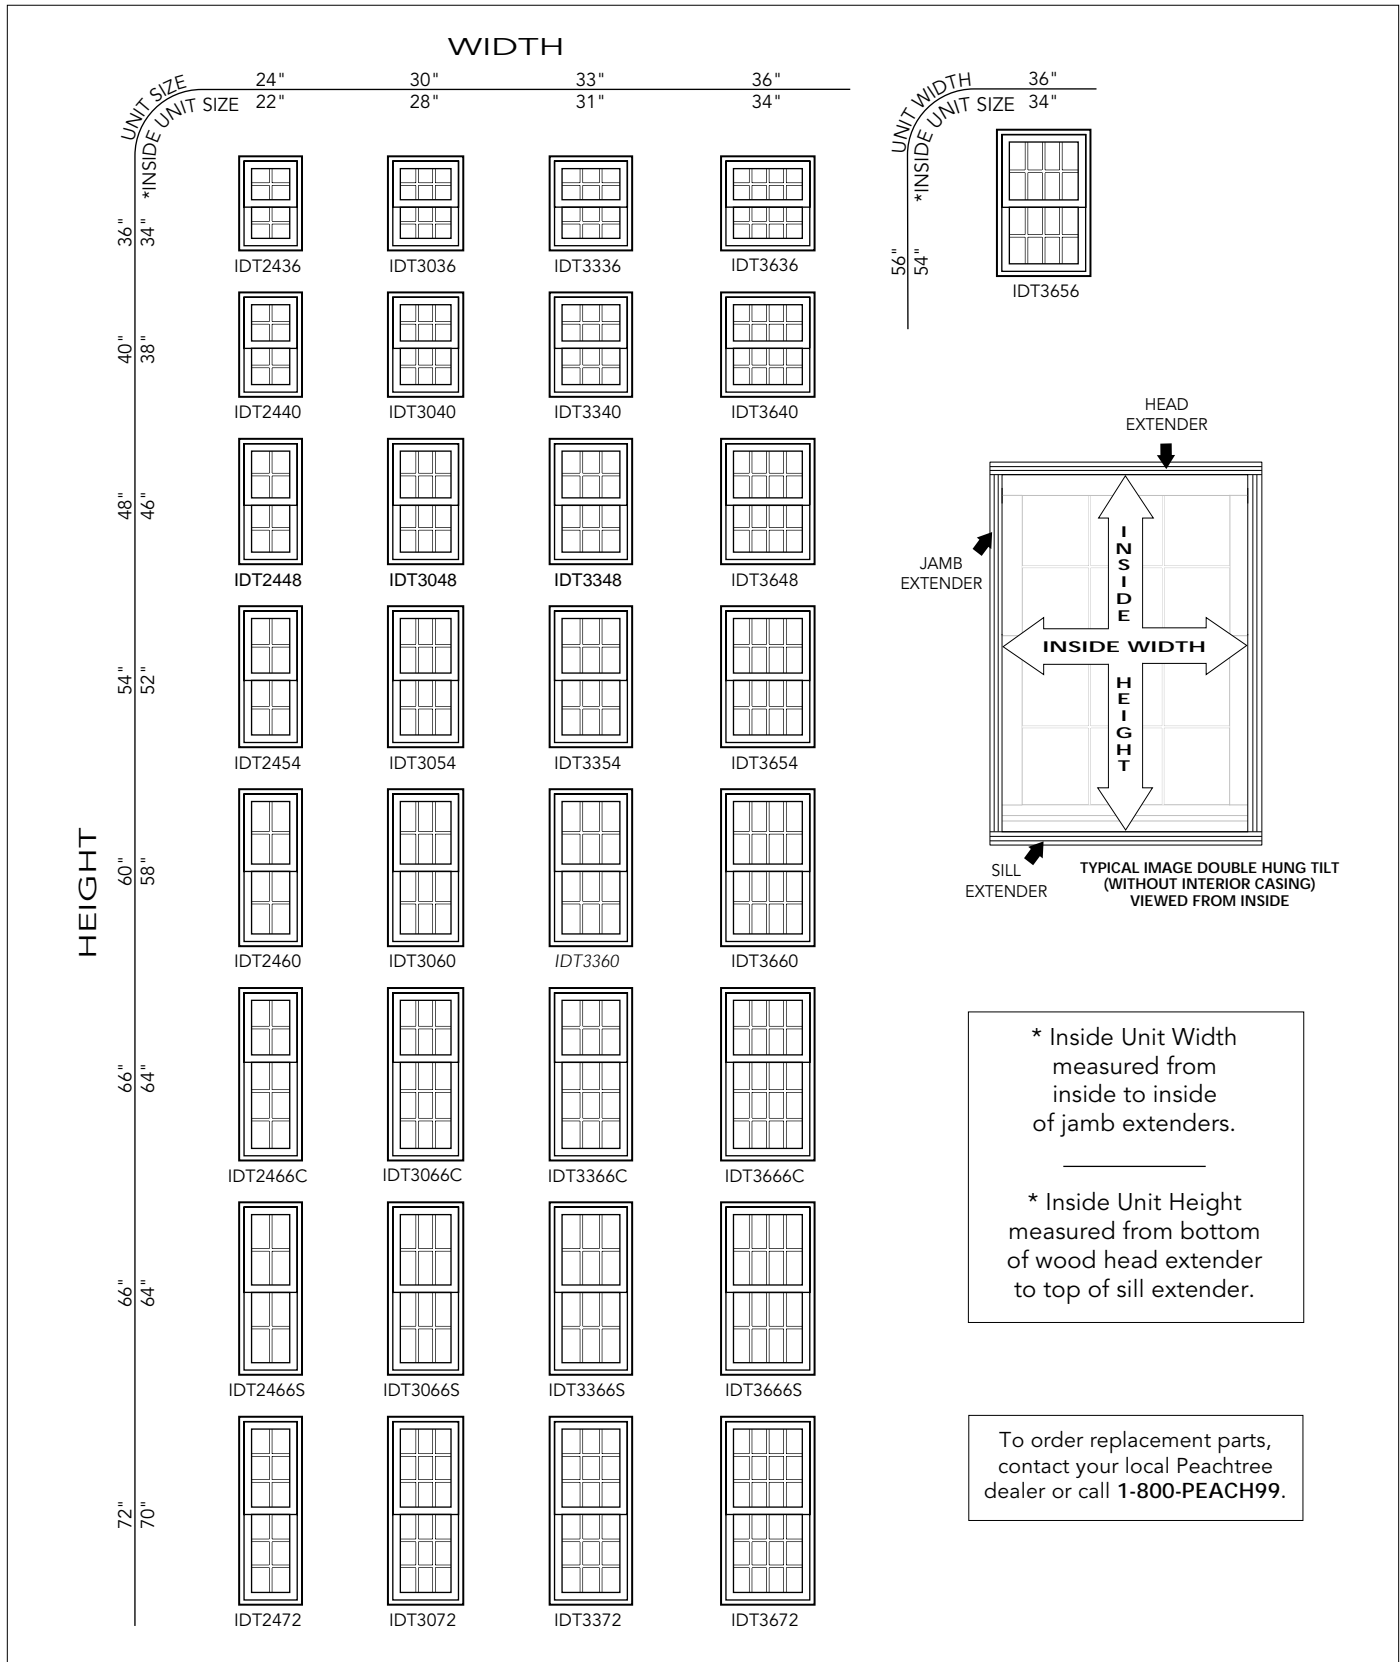 WIDTH
UNIT SIZE 24" 30" 33" 36"
*INSIDE UNIT SIZE 22" 28" 31" 34"
UNIT WIDTH 36"
*INSIDE UNIT SIZE 34"
36" 34"
IDT2436 IDT3036 IDT3336 IDT3636
56" 54"
IDT3656
40" 38"
IDT2440 IDT3040 IDT3340 IDT3640
48" 46"
IDT2448 IDT3048 IDT3348 IDT3648
54" 52"
IDT2454 IDT3054 IDT3354 IDT3654
HEIGHT
60" 58"
IDT2460 IDT3060 IDT3360 IDT3660
66" 64"
IDT2466C IDT3066C IDT3366C IDT3666C
66" 64"
IDT2466S IDT3066S IDT3366S IDT3666S
72" 70"
IDT2472 IDT3072 IDT3372 IDT3672
HEAD
EXTENDER
JAMB
EXTENDER
INSIDE HEIGHT
INSIDE WIDTH
SILL
EXTENDER
TYPICAL IMAGE DOUBLE HUNG TILT
(WITHOUT INTERIOR CASING)
VIEWED FROM INSIDE
* Inside Unit Width
measured from
inside to inside
of jamb extenders.
* Inside Unit Height
measured from bottom
of wood head extender
to top of sill extender.
To order replacement parts,
contact your local Peachtree
dealer or call 1-800-PEACH99.